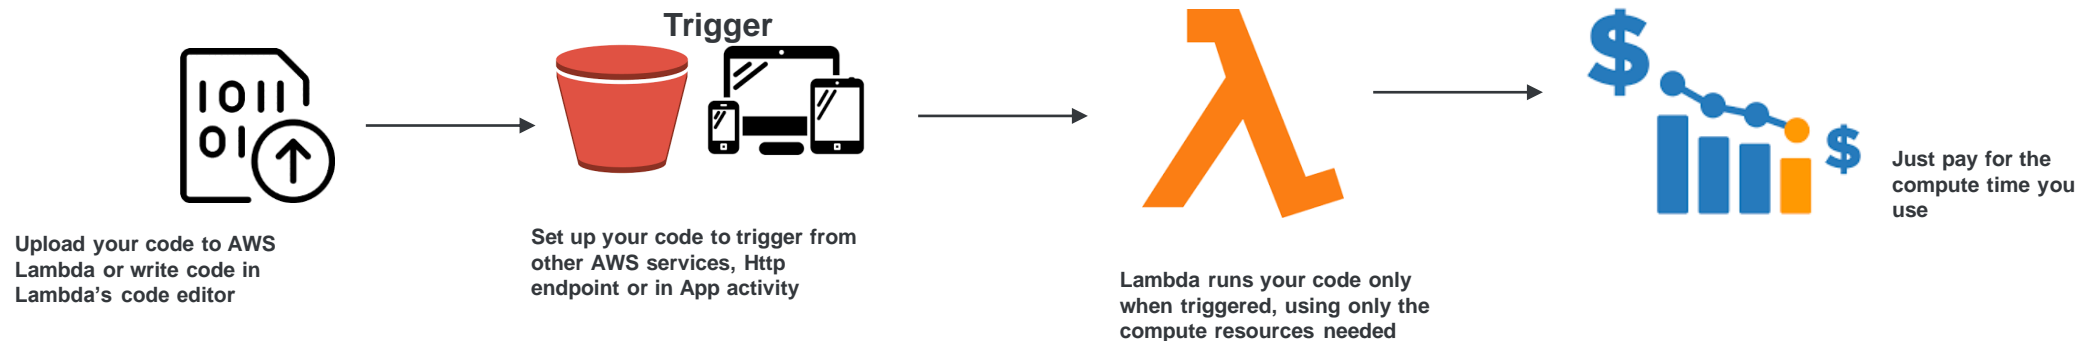 Trigger
1011
01
Upload your code to AWS
Lambda or write code in
Lambda's code editor
Set up your code to trigger from
other AWS services, Http
endpoint or in App activity
λ
Lambda runs your code only
when triggered, using only the
compute resources needed
$
$
Just pay for the
compute time you
use